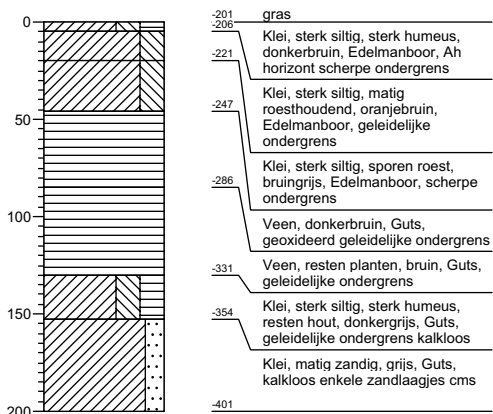 0
50
100
150
200
-201
gras
-206
Klei, sterk siltig, sterk humeus,
donkerbruin, Edelmanboor, Ah
horizont scherpe ondergrens
-221
Klei, sterk siltig, matig
roesthoudend, oranjebruin,
Edelmanboor, geleidelijke
ondergrens
-247
Klei, sterk siltig, sporen roest,
bruingrijs, Edelmanboor, scherpe
ondergrens
-286
Veen, donkerbruin, Guts,
geoxideerd geleidelijke ondergrens
Veen, resten planten, bruin, Guts,
geleidelijke ondergrens
-331
Klei, sterk siltig, sterk humeus,
resten hout, donkergrijs, Guts,
geleidelijke ondergrens kalkloos
-354
Klei, matig zandig, grijs, Guts,
kalkloos enkele zandlaagjes cms
-401